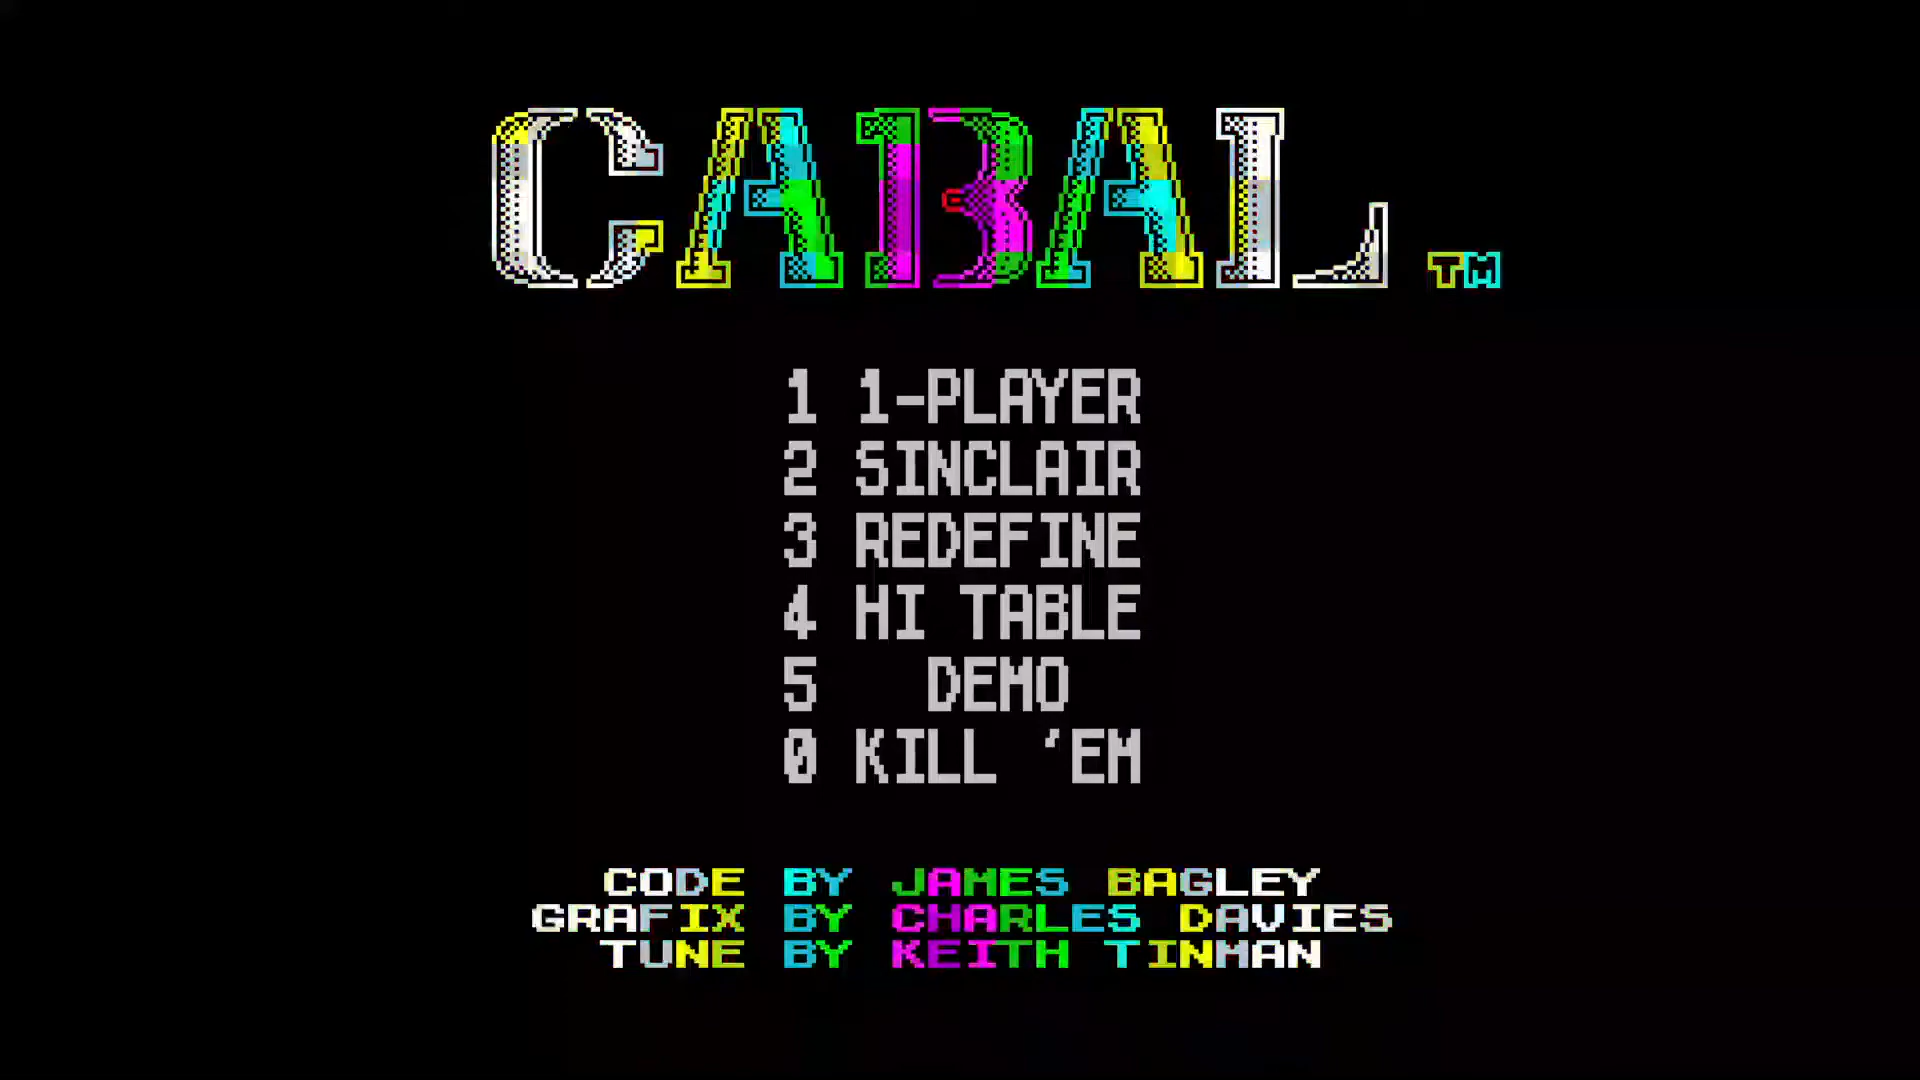 CABAL TM
1 1-PLAYER
2 SINCLAIR
3 REDEFINE
4 HI TABLE
5 DEMO
0 KILL 'EM
CODE BY JAMES BAGLEY
GRAFIX BY CHARLES DAVIES
TUNE BY KEITH TINMAN